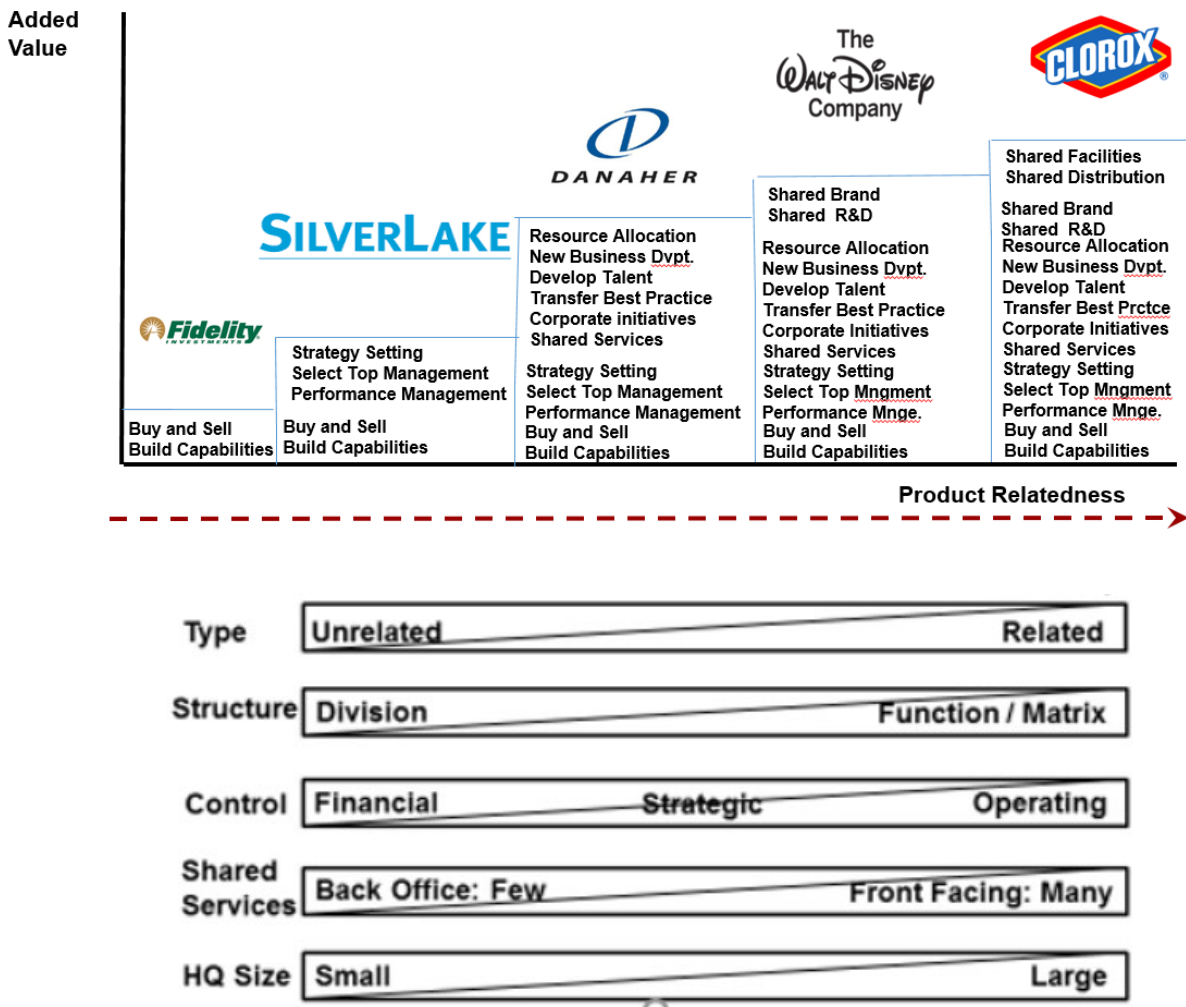 Added
Value
The
WALT DISNEY
Company
CLOROX®
DANAHER
SILVERLAKE
Fidelity
INVESTMENTS
Buy and Sell
Build Capabilities
Strategy Setting
Select Top Management
Performance Management
Buy and Sell
Build Capabilities
Resource Allocation
New Business Dvpt.
Develop Talent
Transfer Best Practice
Corporate initiatives
Shared Services
Strategy Setting
Select Top Management
Performance Management
Buy and Sell
Build Capabilities
Shared Brand
Shared R&D
Resource Allocation
New Business Dvpt.
Develop Talent
Transfer Best Practice
Corporate Initiatives
Shared Services
Strategy Setting
Select Top Mngment
Performance Mnge.
Buy and Sell
Build Capabilities
Shared Facilities
Shared Distribution
Shared Brand
Shared R&D
Resource Allocation
New Business Dvpt.
Develop Talent
Transfer Best Prctce
Corporate Initiatives
Shared Services
Strategy Setting
Select Top Mngment
Performance Mnge.
Buy and Sell
Build Capabilities
Product Relatedness
Type
Unrelated
Related
Structure
Division
Function / Matrix
Control
Financial
Strategic
Operating
Shared
Services
Back Office: Few
Front Facing: Many
HQ Size
Small
Large